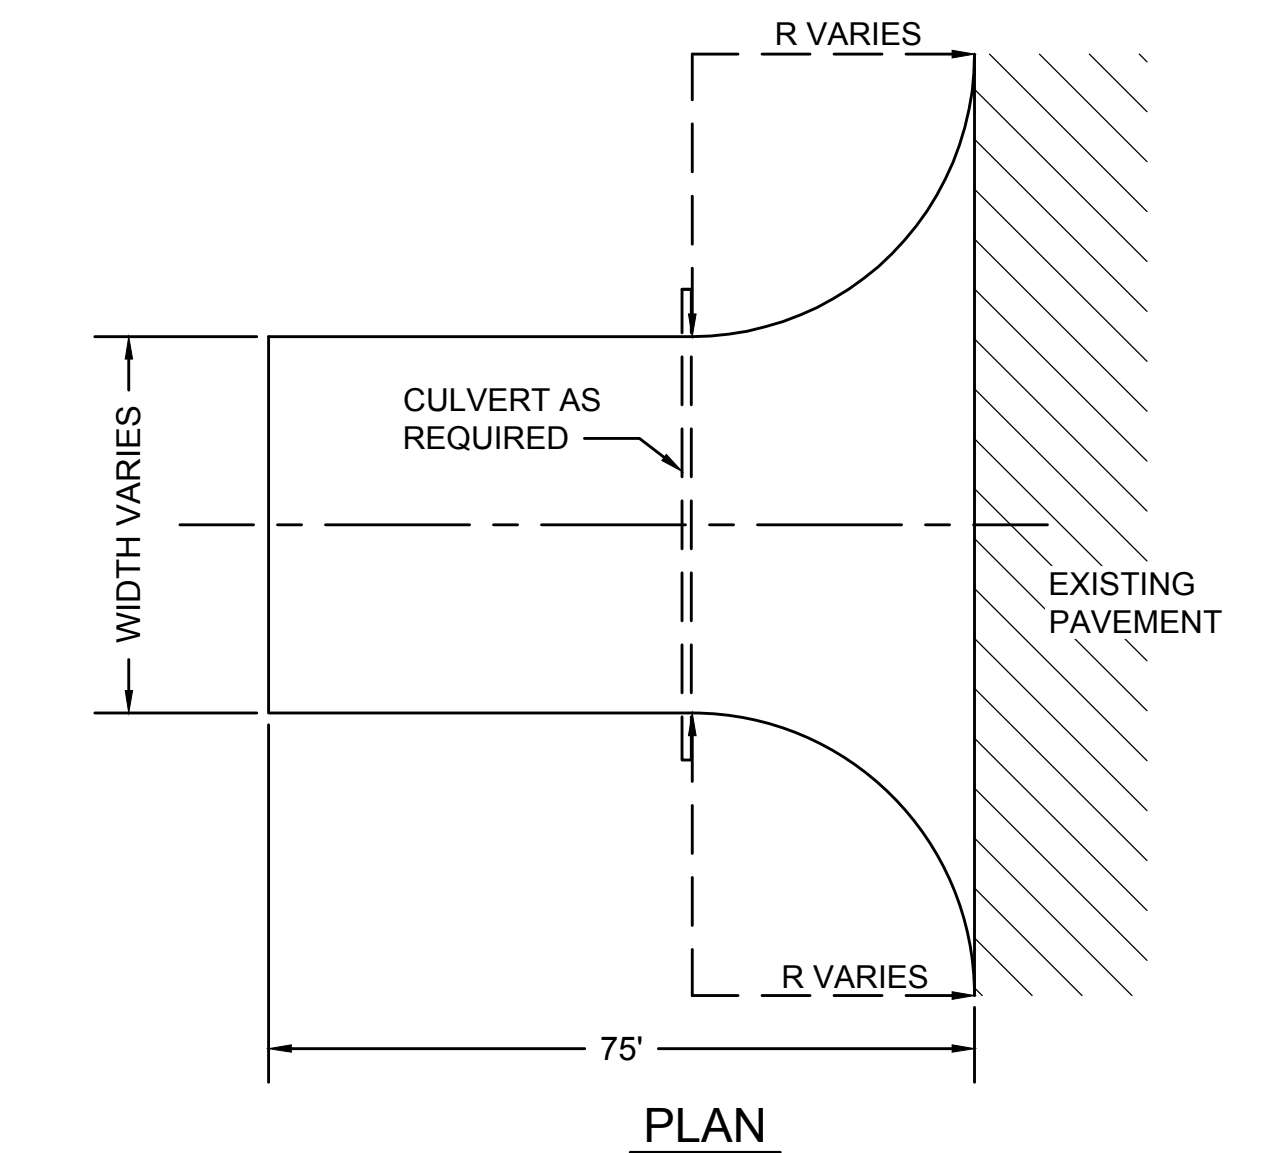 R VARIES
CULVERT AS
REQUIRED
WIDTH VARIES
EXISTING
PAVEMENT
R VARIES
75'
PLAN